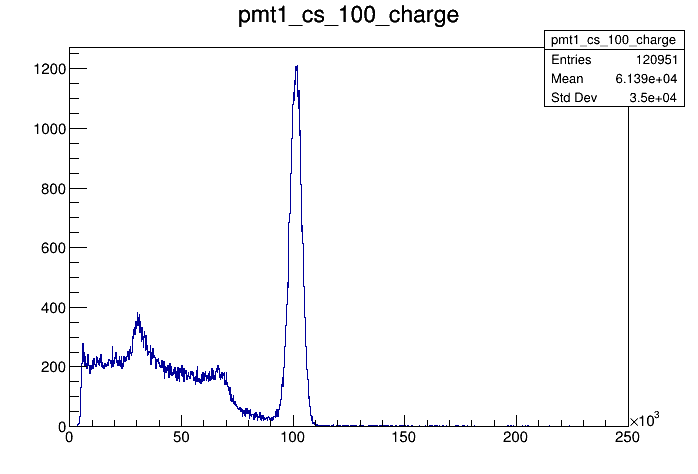 pmt1_cs_100_charge
pmt1_cs_100_charge
Entries 120951
Mean 6.139e+04
Std Dev 3.5e+04
1200
1000
800
600
400
200
0
0 50 100 150 200 250
×10³